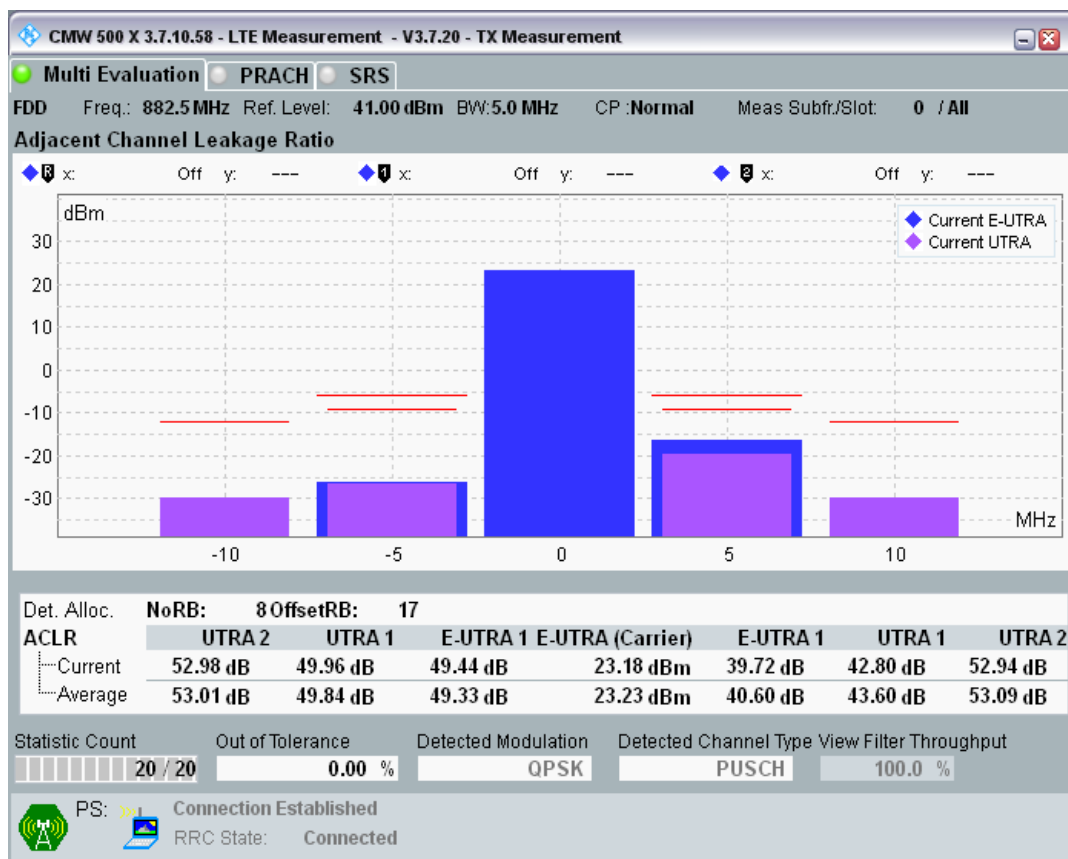 CMW 500 X 3.7.10.58 - LTE Measurement - V3.7.20 - TX Measurement
Multi Evaluation PRACH SRS
FDD Freq.: 882.5 MHz Ref. Level: 41.00 dBm BW:5.0 MHz CP :Normal Meas Subfr./Slot: 0 / All
Adjacent Channel Leakage Ratio
R x: Off y: --- 1 x: Off y: --- 2 x: Off y: ---
dBm
Current E-UTRA
Current UTRA
30
20
10
0
-10
-20
-30
MHz
-10 -5 0 5 10
Det. Alloc. NoRB: 8 OffsetRB: 17
ACLR UTRA 2 UTRA 1 E-UTRA 1 E-UTRA (Carrier) E-UTRA 1 UTRA 1 UTRA 2
Current 52.98 dB 49.96 dB 49.44 dB 23.18 dBm 39.72 dB 42.80 dB 52.94 dB
Average 53.01 dB 49.84 dB 49.33 dB 23.23 dBm 40.60 dB 43.60 dB 53.09 dB
Statistic Count Out of Tolerance Detected Modulation Detected Channel Type View Filter Throughput
20 / 20 0.00 % QPSK PUSCH 100.0 %
PS: Connection Established
RRC State: Connected